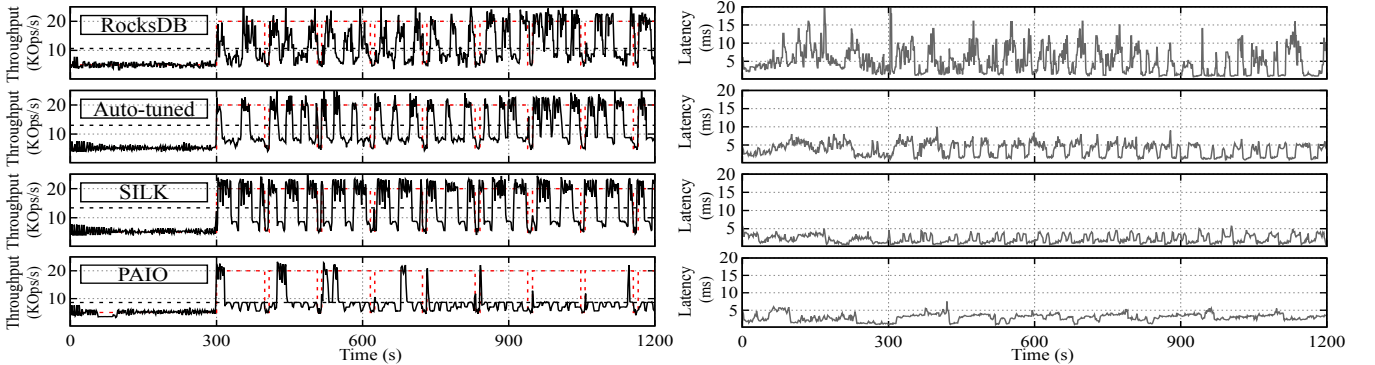 Throughput
(KOps/s)
20
10
RocksDB
Latency
(ms)
20
15
10
5
Throughput
(KOps/s)
20
10
Auto-tuned
Latency
(ms)
20
15
10
5
Throughput
(KOps/s)
20
10
SILK
Latency
(ms)
20
15
10
5
Throughput
(KOps/s)
20
10
PAIO
Latency
(ms)
20
15
10
5
0 300 600 900 1200
Time (s)
0 300 600 900 1200
Time (s)